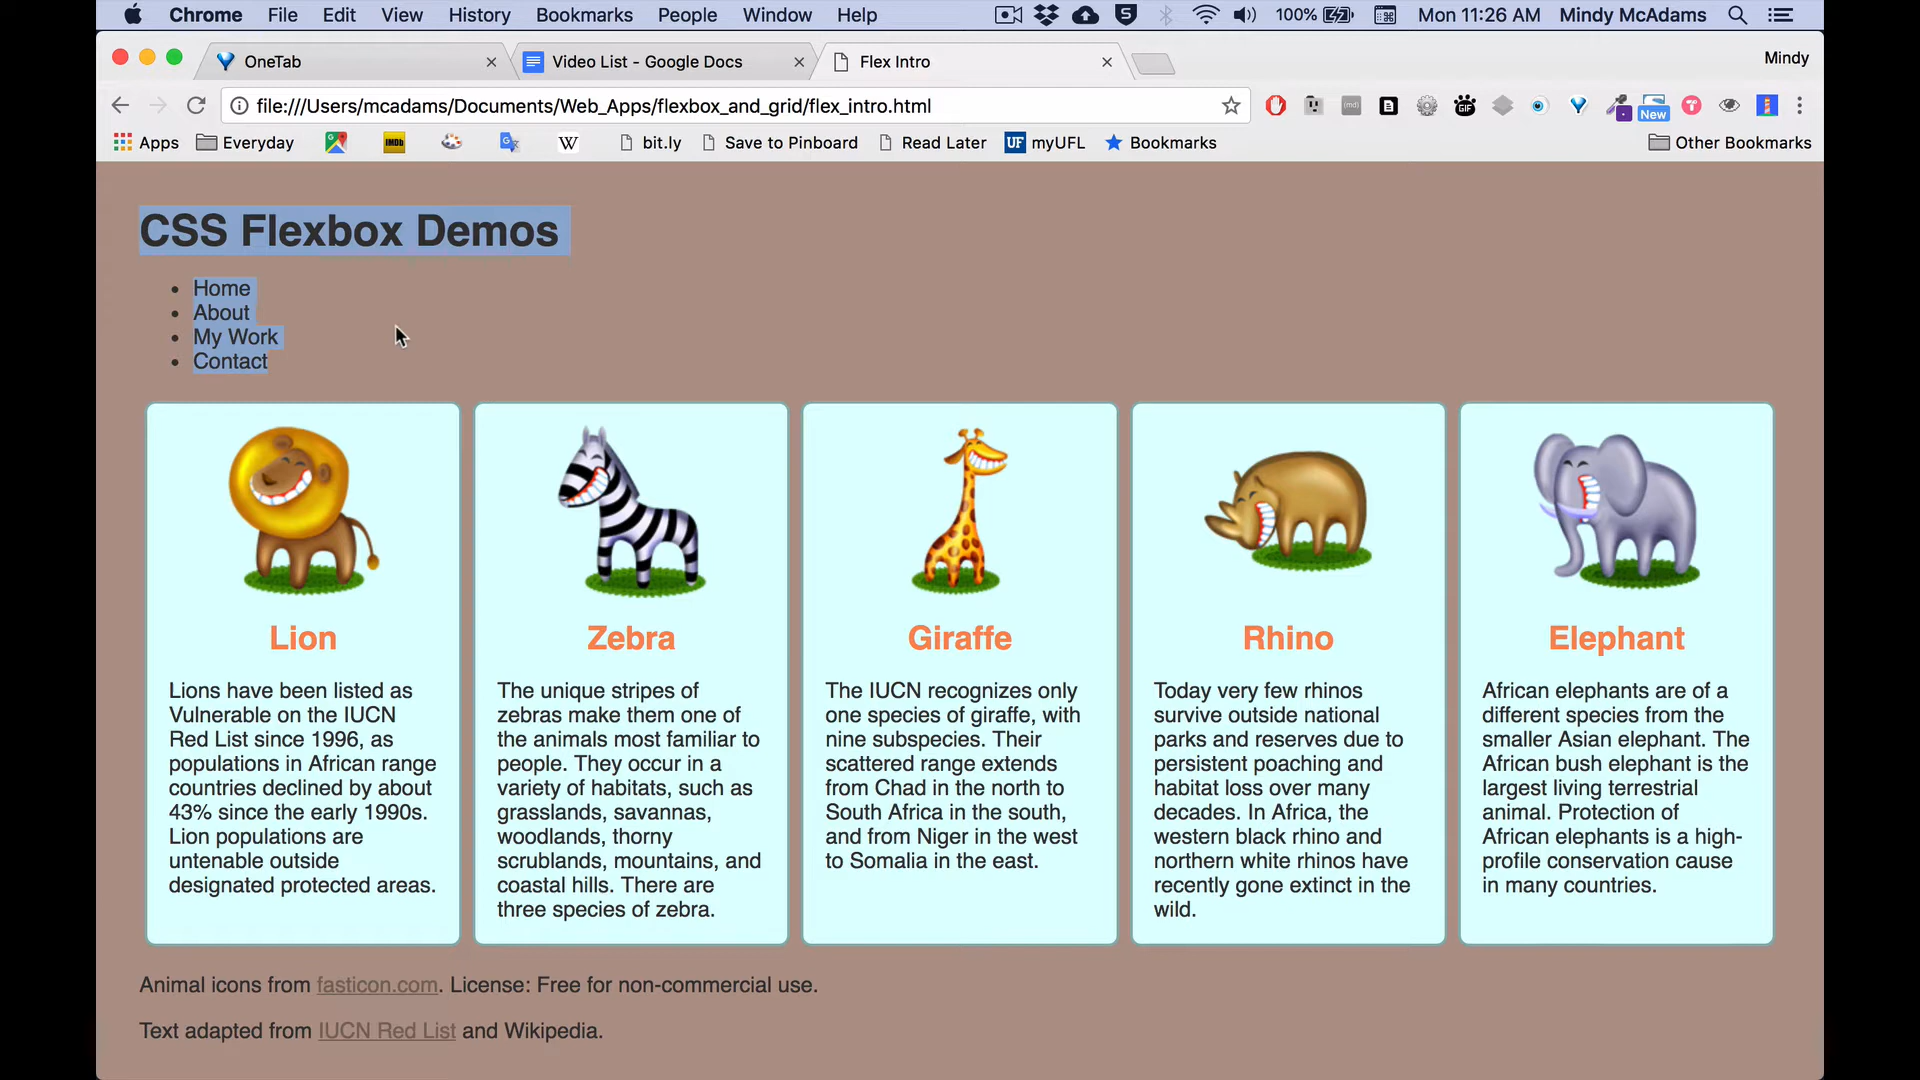 Chrome File Edit View History Bookmarks People Window Help 100% Mon 11:26 AM Mindy McAdams
OneTab Video List - Google Docs Flex Intro Mindy
file:///Users/mcadams/Documents/Web_Apps/flexbox_and_grid/flex_intro.html New
Apps Everyday IMDb W bit.ly Save to Pinboard Read Later UF myUFL Bookmarks Other Bookmarks
CSS Flexbox Demos
Home
About
My Work
Contact
Lion
Lions have been listed as
Vulnerable on the IUCN
Red List since 1996, as
populations in African range
countries declined by about
43% since the early 1990s.
Lion populations are
untenable outside
designated protected areas.
Zebra
The unique stripes of
zebras make them one of
the animals most familiar to
people. They occur in a
variety of habitats, such as
grasslands, savannas,
woodlands, thorny
scrublands, mountains, and
coastal hills. There are
three species of zebra.
Giraffe
The IUCN recognizes only
one species of giraffe, with
nine subspecies. Their
scattered range extends
from Chad in the north to
South Africa in the south,
and from Niger in the west
to Somalia in the east.
Rhino
Today very few rhinos
survive outside national
parks and reserves due to
persistent poaching and
habitat loss over many
decades. In Africa, the
western black rhino and
northern white rhinos have
recently gone extinct in the
wild.
Elephant
African elephants are of a
different species from the
smaller Asian elephant. The
African bush elephant is the
largest living terrestrial
animal. Protection of
African elephants is a high-
profile conservation cause
in many countries.
Animal icons from fasticon.com. License: Free for non-commercial use.
Text adapted from IUCN Red List and Wikipedia.